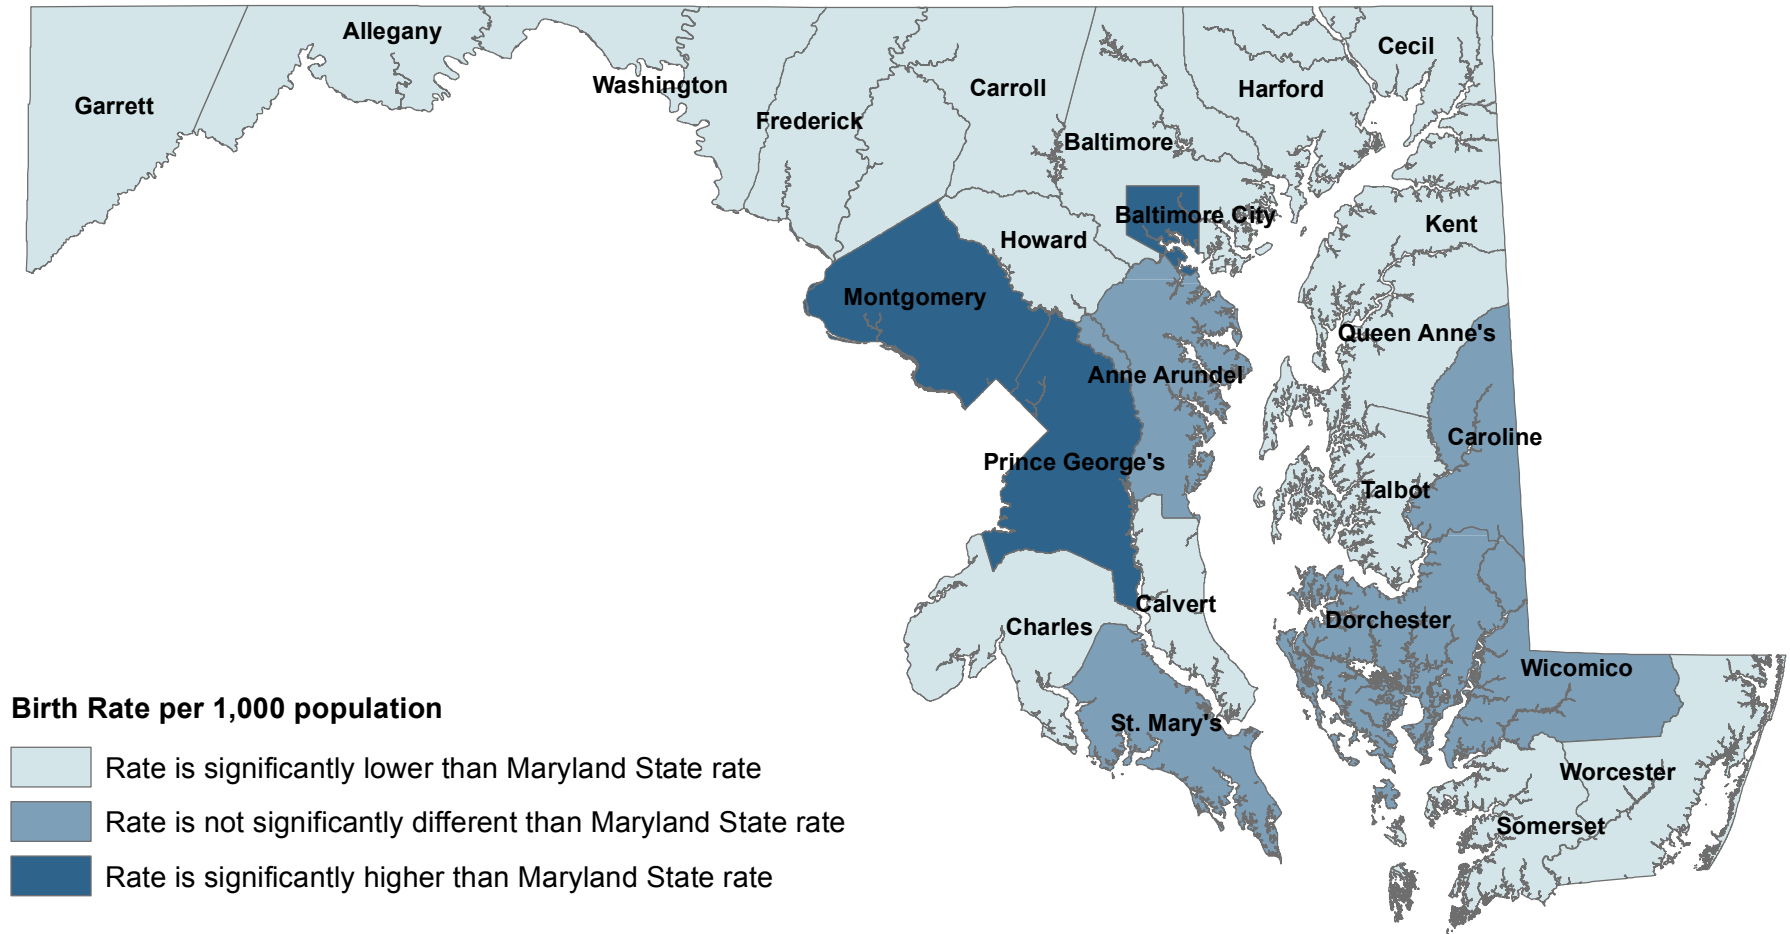 Allegany
Cecil
Washington
Carroll
Harford
Garrett
Frederick
Baltimore
Baltimore City
Kent
Howard
Montgomery
Queen Anne's
Anne Arundel
Caroline
Prince George's
Talbot
Calvert
Charles
Dorchester
Wicomico
St. Mary's
Worcester
Somerset
Birth Rate per 1,000 population
Rate is significantly lower than Maryland State rate
Rate is not significantly different than Maryland State rate
Rate is significantly higher than Maryland State rate